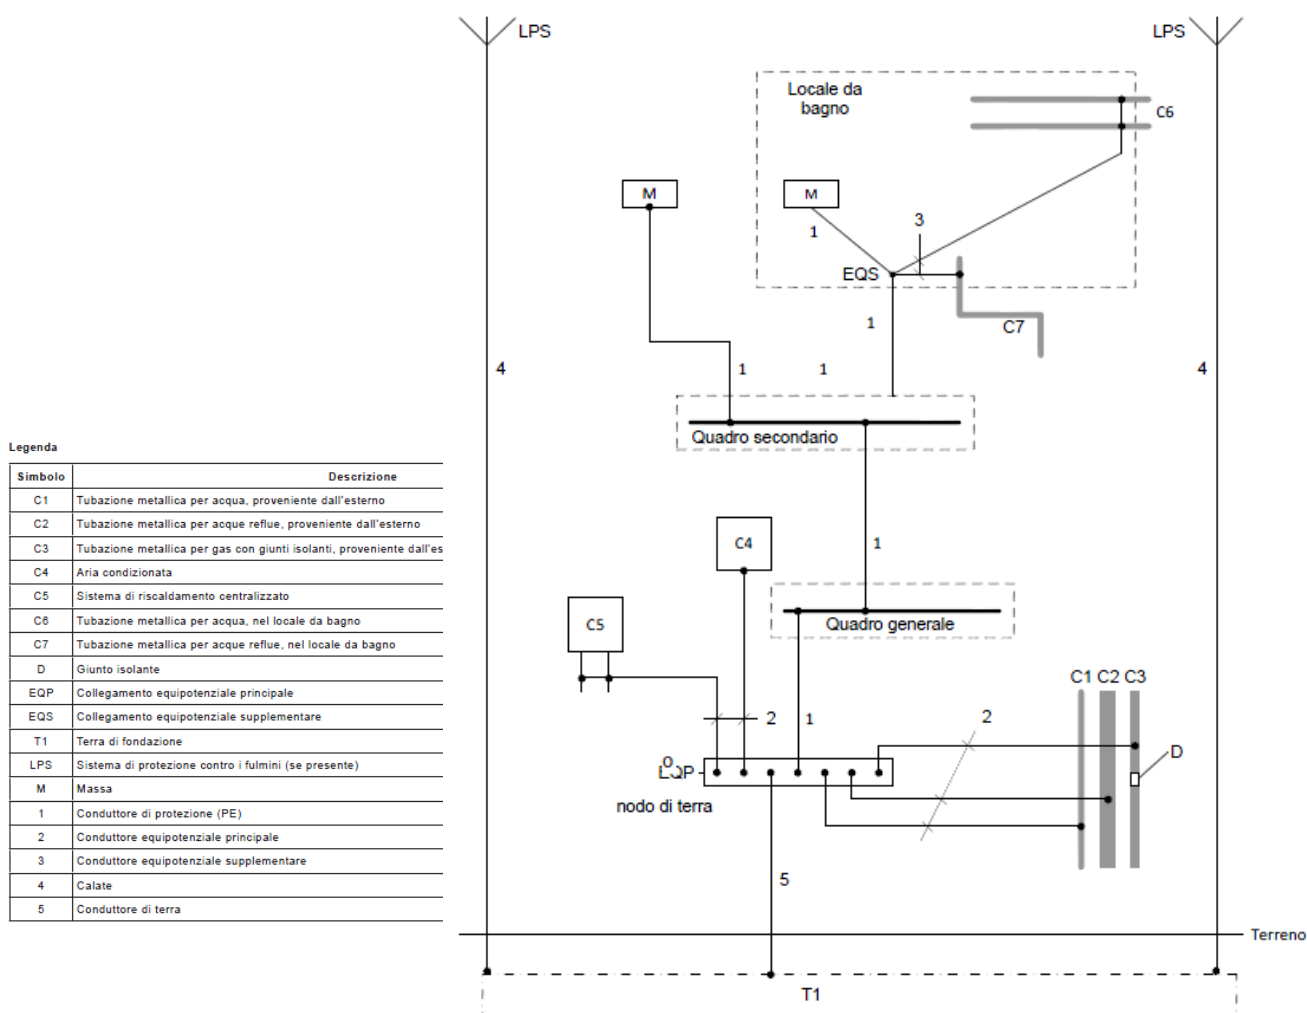 Legenda
Simbolo Descrizione
C1 Tubazione metallica per acqua, proveniente dall'esterno
C2 Tubazione metallica per acque reflue, proveniente dall'esterno
C3 Tubazione metallica per gas con giunti isolanti, proveniente dall'es
C4 Aria condizionata
C5 Sistema di riscaldamento centralizzato
C6 Tubazione metallica per acqua, nel locale da bagno
C7 Tubazione metallica per acque reflue, nel locale da bagno
D Giunto isolante
EQP Collegamento equipotenziale principale
EQS Collegamento equipotenziale supplementare
T1 Terra di fondazione
LPS Sistema di protezione contro i fulmini (se presente)
M Massa
1 Conduttore di protezione (PE)
2 Conduttore equipotenziale principale
3 Conduttore equipotenziale supplementare
4 Calate
5 Conduttore di terra
LPS
LPS
Locale da
bagno
C6
M
M
1
3
EQS
1
C7
4
1
1
4
Quadro secondario
C4
1
C5
Quadro generale
C1 C2 C3
2
1
2
D
nodo di terra
5
Terreno
T1